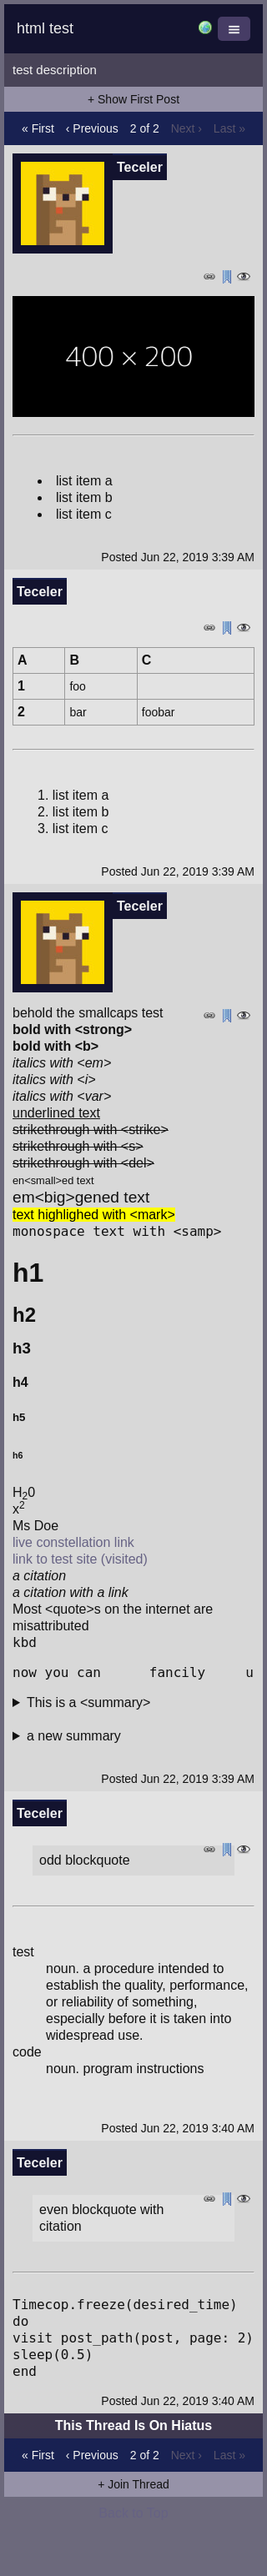 html test
test description
+ Show First Post
« First ‹ Previous 2 of 2 Next › Last »
Teceler
400 × 200
• list item a
• list item b
• list item c
Posted Jun 22, 2019 3:39 AM
Teceler
A B C
1 foo
2 bar foobar
1. list item a
2. list item b
3. list item c
Posted Jun 22, 2019 3:39 AM
Teceler
behold the smallcaps test
bold with <strong>
bold with <b>
italics with <em>
italics with <i>
italics with <var>
underlined text
strikethrough with <strike>
strikethrough with <s>
strikethrough with <del>
en<small>ed text
em<big>gened text
text highlighed with <mark>
monospace text with <samp>
h1
h2
h3
h4
h5
h6
H20
x2
Ms Doe
live constellation link
link to test site (visited)
a citation
a citation with a link
Most <quote>s on the internet are
misattributed
kbd
now you can fancily u
▶ This is a <summary>
▶ a new summary
Posted Jun 22, 2019 3:39 AM
Teceler
odd blockquote
test
noun. a procedure intended to
establish the quality, performance,
or reliability of something,
especially before it is taken into
widespread use.
code
noun. program instructions
Posted Jun 22, 2019 3:40 AM
Teceler
even blockquote with
citation
Timecop.freeze(desired_time)
do
visit post_path(post, page: 2)
sleep(0.5)
end
Posted Jun 22, 2019 3:40 AM
This Thread Is On Hiatus
« First ‹ Previous 2 of 2 Next › Last »
+ Join Thread
Back to Top